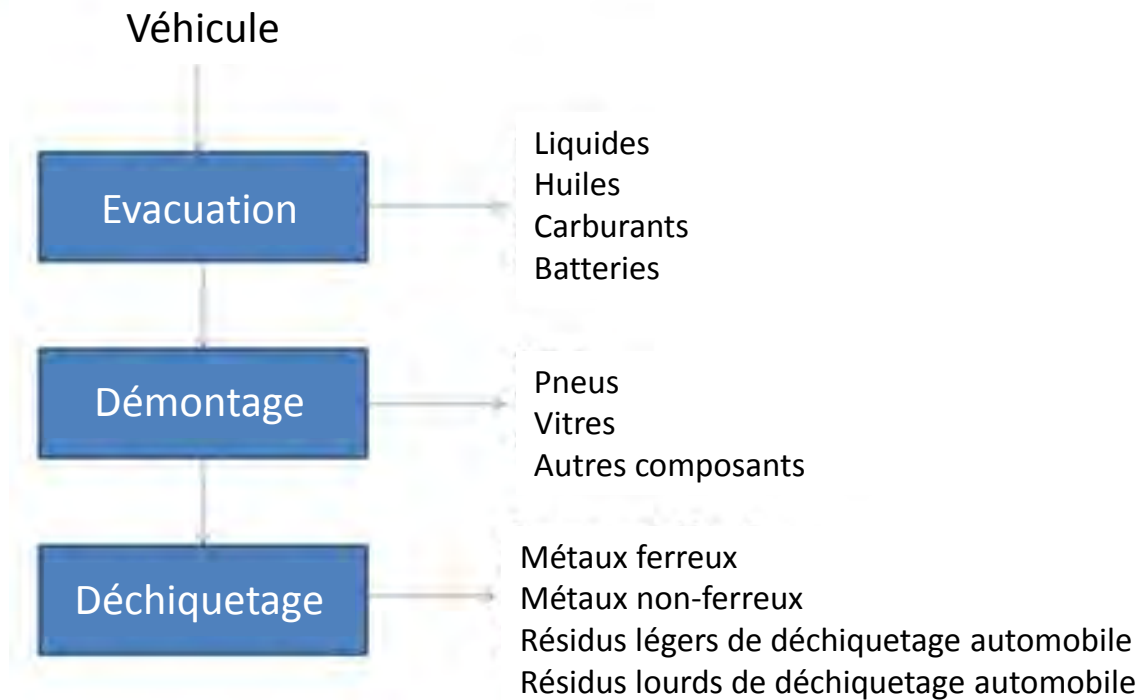 Véhicule
Evacuation
Liquides
Huiles
Carburants
Batteries
Démontage
Pneus
Vitres
Autres composants
Déchiquetage
Métaux ferreux
Métaux non-ferreux
Résidus légers de déchiquetage automobile
Résidus lourds de déchiquetage automobile